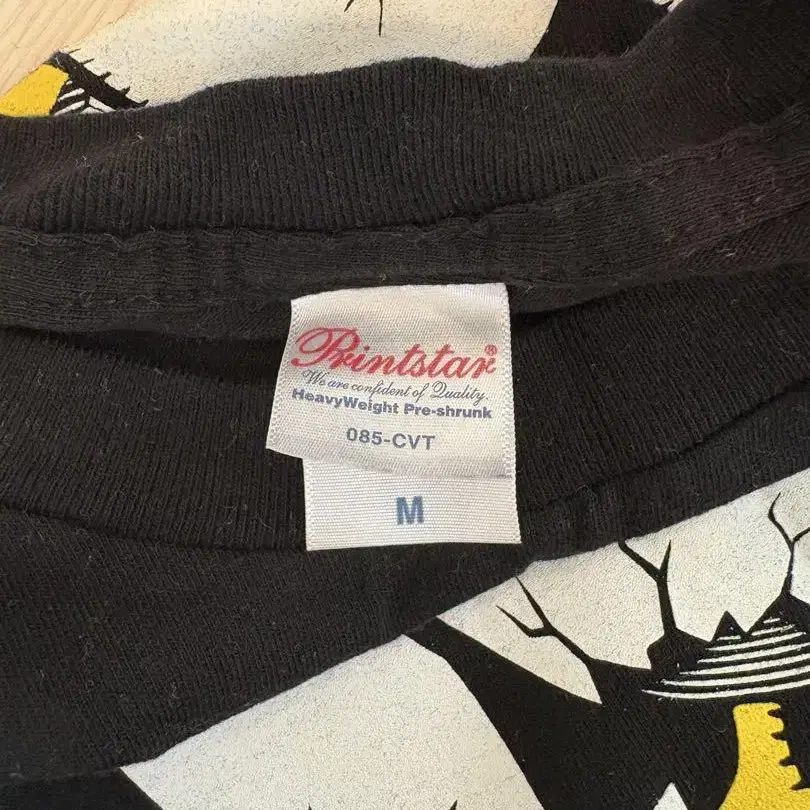 Printstar®
We are confident of Quality.
HeavyWeight Pre-shrunk
085-CVT
M